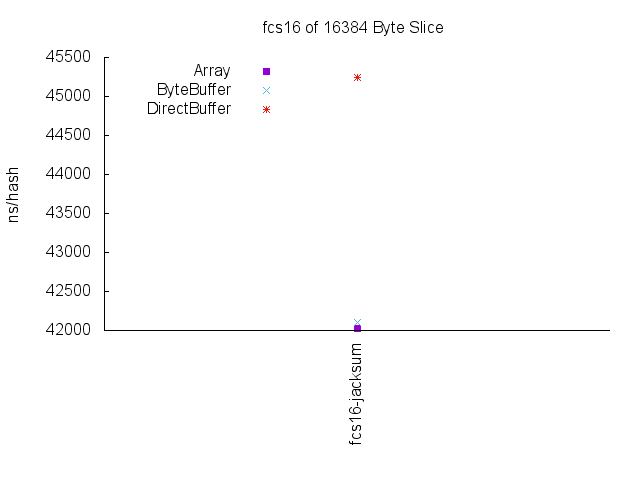 fcs16 of 16384 Byte Slice
45500
45000
44500
44000
43500
43000
42500
42000
ns/hash
Array
ByteBuffer
DirectBuffer
fcs16-jacksum